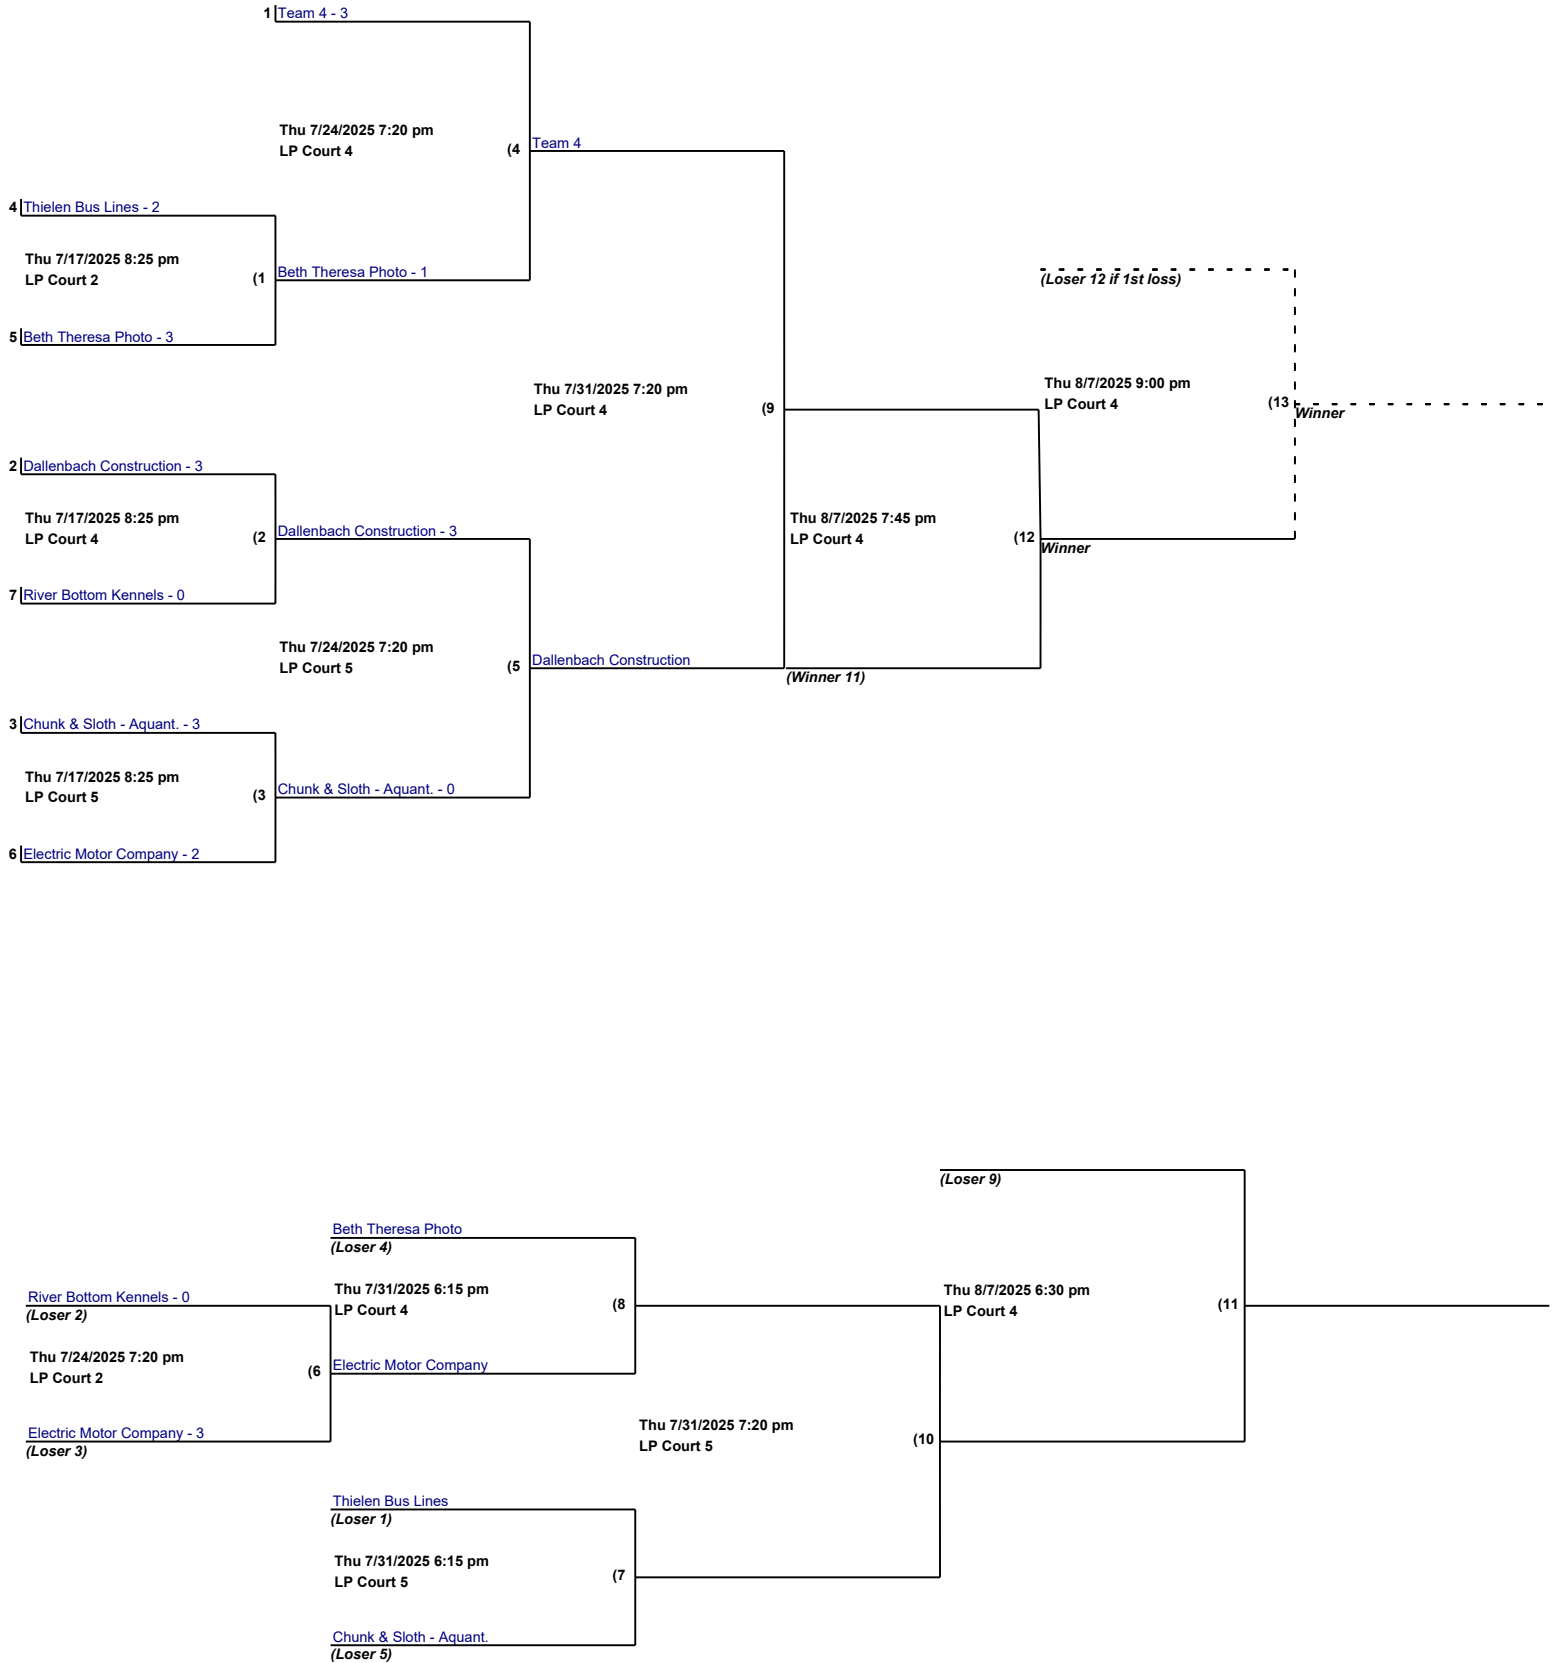 1 Team 4 - 3
Thu 7/24/2025 7:20 pm
LP Court 4
(4
Team 4
4 Thielen Bus Lines - 2
Thu 7/17/2025 8:25 pm
LP Court 2
(1
Beth Theresa Photo - 1
5 Beth Theresa Photo - 3
(Loser 12 if 1st loss)
Thu 7/31/2025 7:20 pm
LP Court 4
(9
Thu 8/7/2025 9:00 pm
LP Court 4
(13
Winner
2 Dallenbach Construction - 3
Thu 7/17/2025 8:25 pm
LP Court 4
(2
Dallenbach Construction - 3
Thu 8/7/2025 7:45 pm
LP Court 4
(12
Winner
7 River Bottom Kennels - 0
Thu 7/24/2025 7:20 pm
LP Court 5
(5
Dallenbach Construction
(Winner 11)
3 Chunk & Sloth - Aquant. - 3
Thu 7/17/2025 8:25 pm
LP Court 5
(3
Chunk & Sloth - Aquant. - 0
6 Electric Motor Company - 2
(Loser 9)
Beth Theresa Photo
(Loser 4)
Thu 7/31/2025 6:15 pm
LP Court 4
(8
Thu 8/7/2025 6:30 pm
LP Court 4
(11
River Bottom Kennels - 0
(Loser 2)
Thu 7/24/2025 7:20 pm
LP Court 2
(6
Electric Motor Company
Electric Motor Company - 3
(Loser 3)
Thu 7/31/2025 7:20 pm
LP Court 5
(10
Thielen Bus Lines
(Loser 1)
Thu 7/31/2025 6:15 pm
LP Court 5
(7
Chunk & Sloth - Aquant.
(Loser 5)